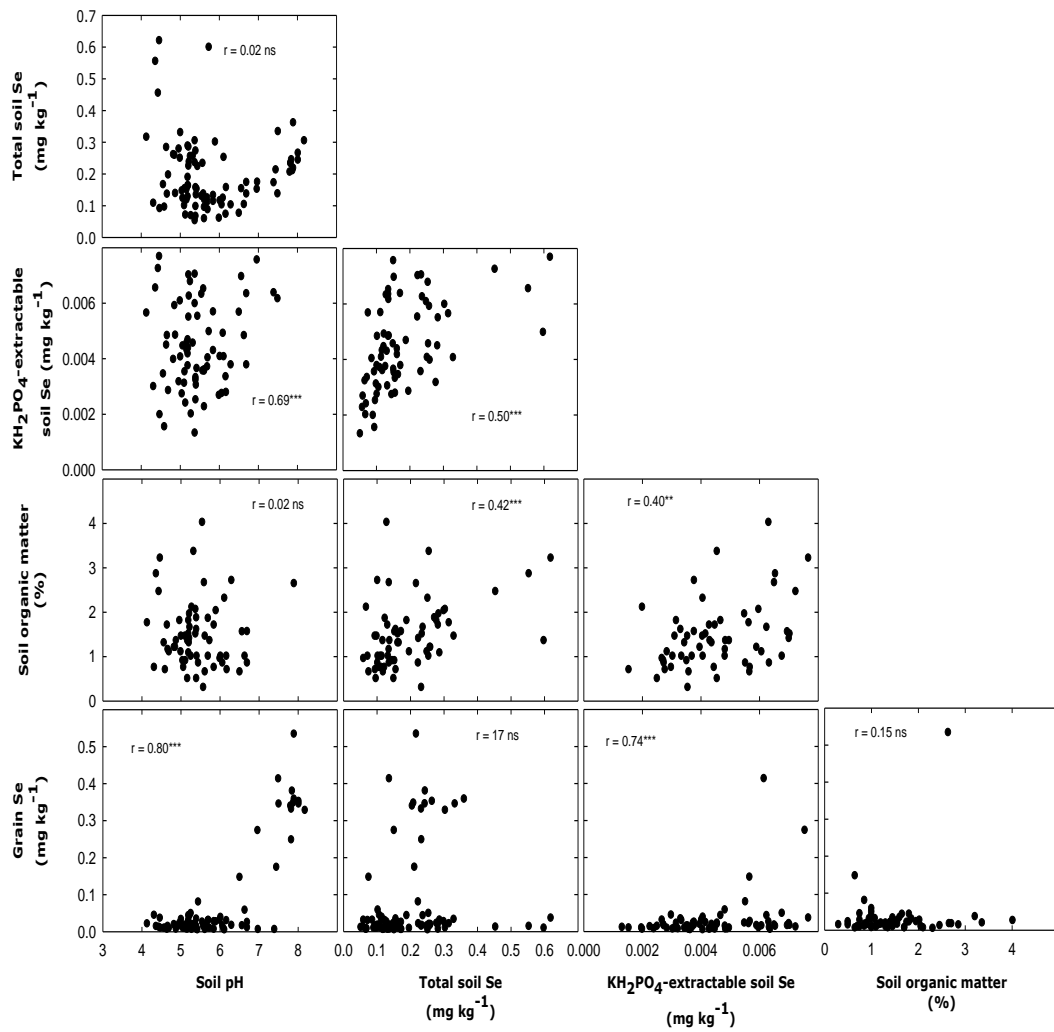 0.7
0.6
0.5
0.4
0.3
0.2
0.1
0.0
Total soil Se
(mg kg⁻¹)
r = 0.02 ns
0.006
0.004
0.002
0.000
KH₂PO₄-extractable
soil Se (mg kg⁻¹)
r = 0.69***
r = 0.50***
4
3
2
1
0
Soil organic matter
(%)
r = 0.02 ns
r = 0.42***
r = 0.40**
0.5
0.4
0.3
0.2
0.1
0.0
Grain Se
(mg kg⁻¹)
r = 0.80***
r = 17 ns
r = 0.74***
r = 0.15 ns
3 4 5 6 7 8
0.0 0.1 0.2 0.3 0.4 0.5 0.6
0.000 0.002 0.004 0.006
0 1 2 3 4
Soil pH
Total soil Se
(mg kg⁻¹)
KH₂PO₄-extractable soil Se
(mg kg⁻¹)
Soil organic matter
(%)